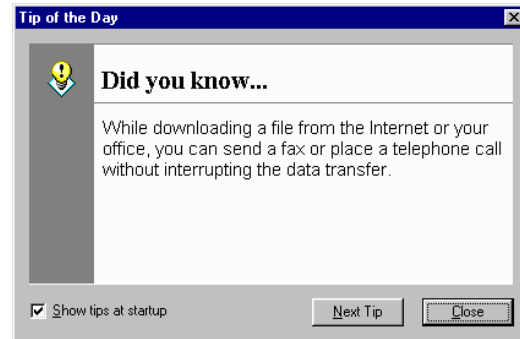 Tip of the Day
Did you know...
While downloading a file from the Internet or your
office, you can send a fax or place a telephone call
without interrupting the data transfer.
Show tips at startup
Next Tip
Close